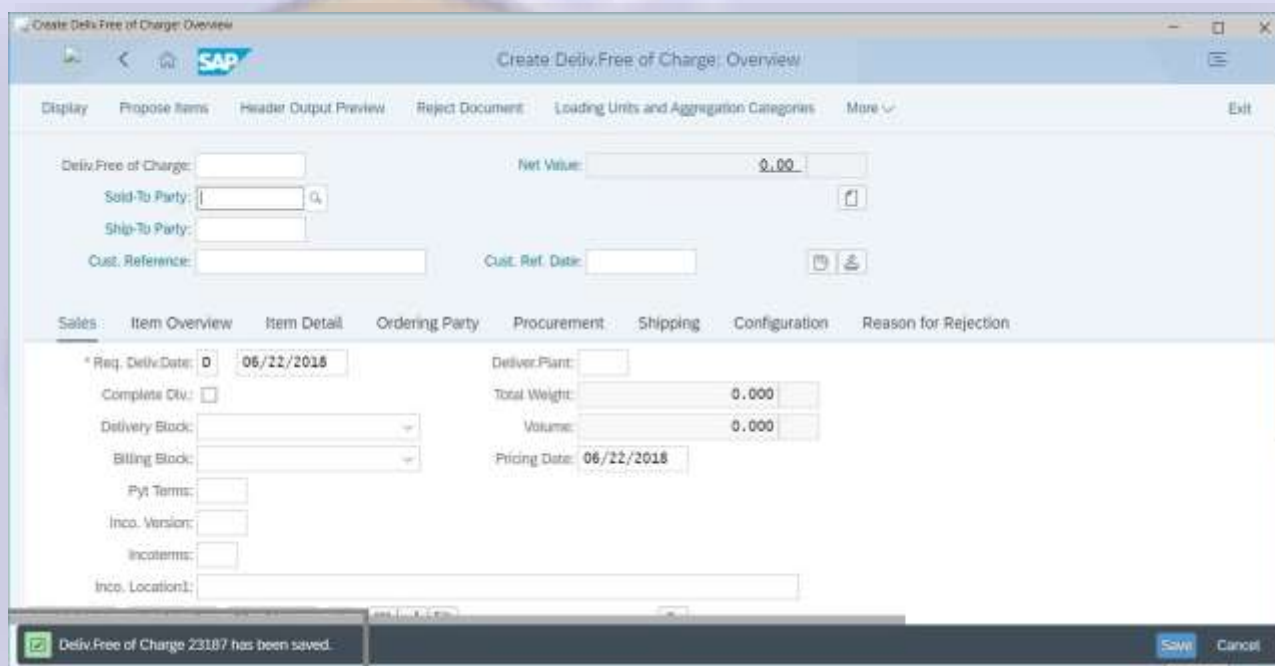 Create Deliv.Free of Charge: Overview
SAP Create Deliv.Free of Charge: Overview
Display Propose Items Header Output Preview Reject Document Loading Units and Aggregation Categories More Exit
Deliv.Free of Charge: Net Value: 0.00
Sold-To Party:
Ship-To Party:
Cust. Reference: Cust. Ref. Date:
Sales Item Overview Item Detail Ordering Party Procurement Shipping Configuration Reason for Rejection
* Req. Deliv.Date: D 06/22/2018 Deliver.Plant:
Complete Dlv.: Total Weight: 0.000
Delivery Block: Volume: 0.000
Billing Block: Pricing Date: 06/22/2018
Pyt Terms:
Inco. Version:
Incoterms:
Inco. Location1:
Deliv.Free of Charge 23187 has been saved. Save Cancel